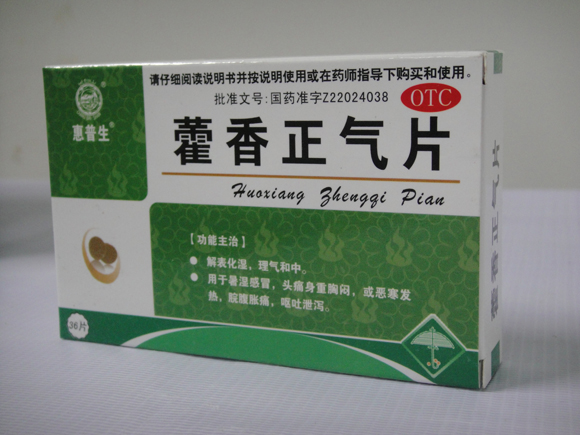 请仔细阅读说明书并按说明使用或在药师指导下购买和使用。
批准文号:国药准字Z22024038
OTC
惠普生®
藿香正气片
Huoxiang Zhengqi Pian
【功能主治】
● 解表化湿,理气和中。
● 用于暑湿感冒,头痛身重胸闷,或恶寒发
热,脘腹胀痛,呕吐泄泻。
36片